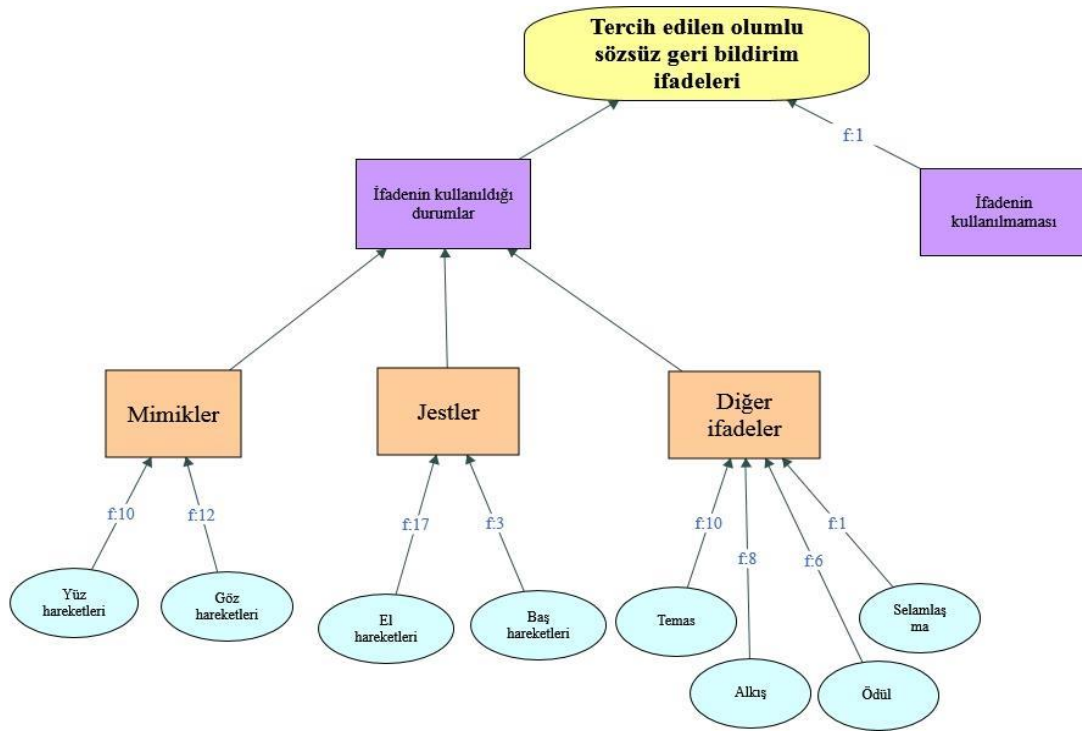 Tercih edilen olumlu
sözsüz geri bildirim
ifadeleri
f:1
İfadenin kullanıldığı
durumlar
İfadenin
kullanılmaması
Mimikler
Jestler
Diğer
ifadeler
f:10
f:12
f:17
f:3
f:10
f:8
f:6
f:1
Yüz
hareketleri
Göz
hareketleri
El
hareketleri
Baş
hareketleri
Temas
Selamlaş
ma
Alkış
Ödül